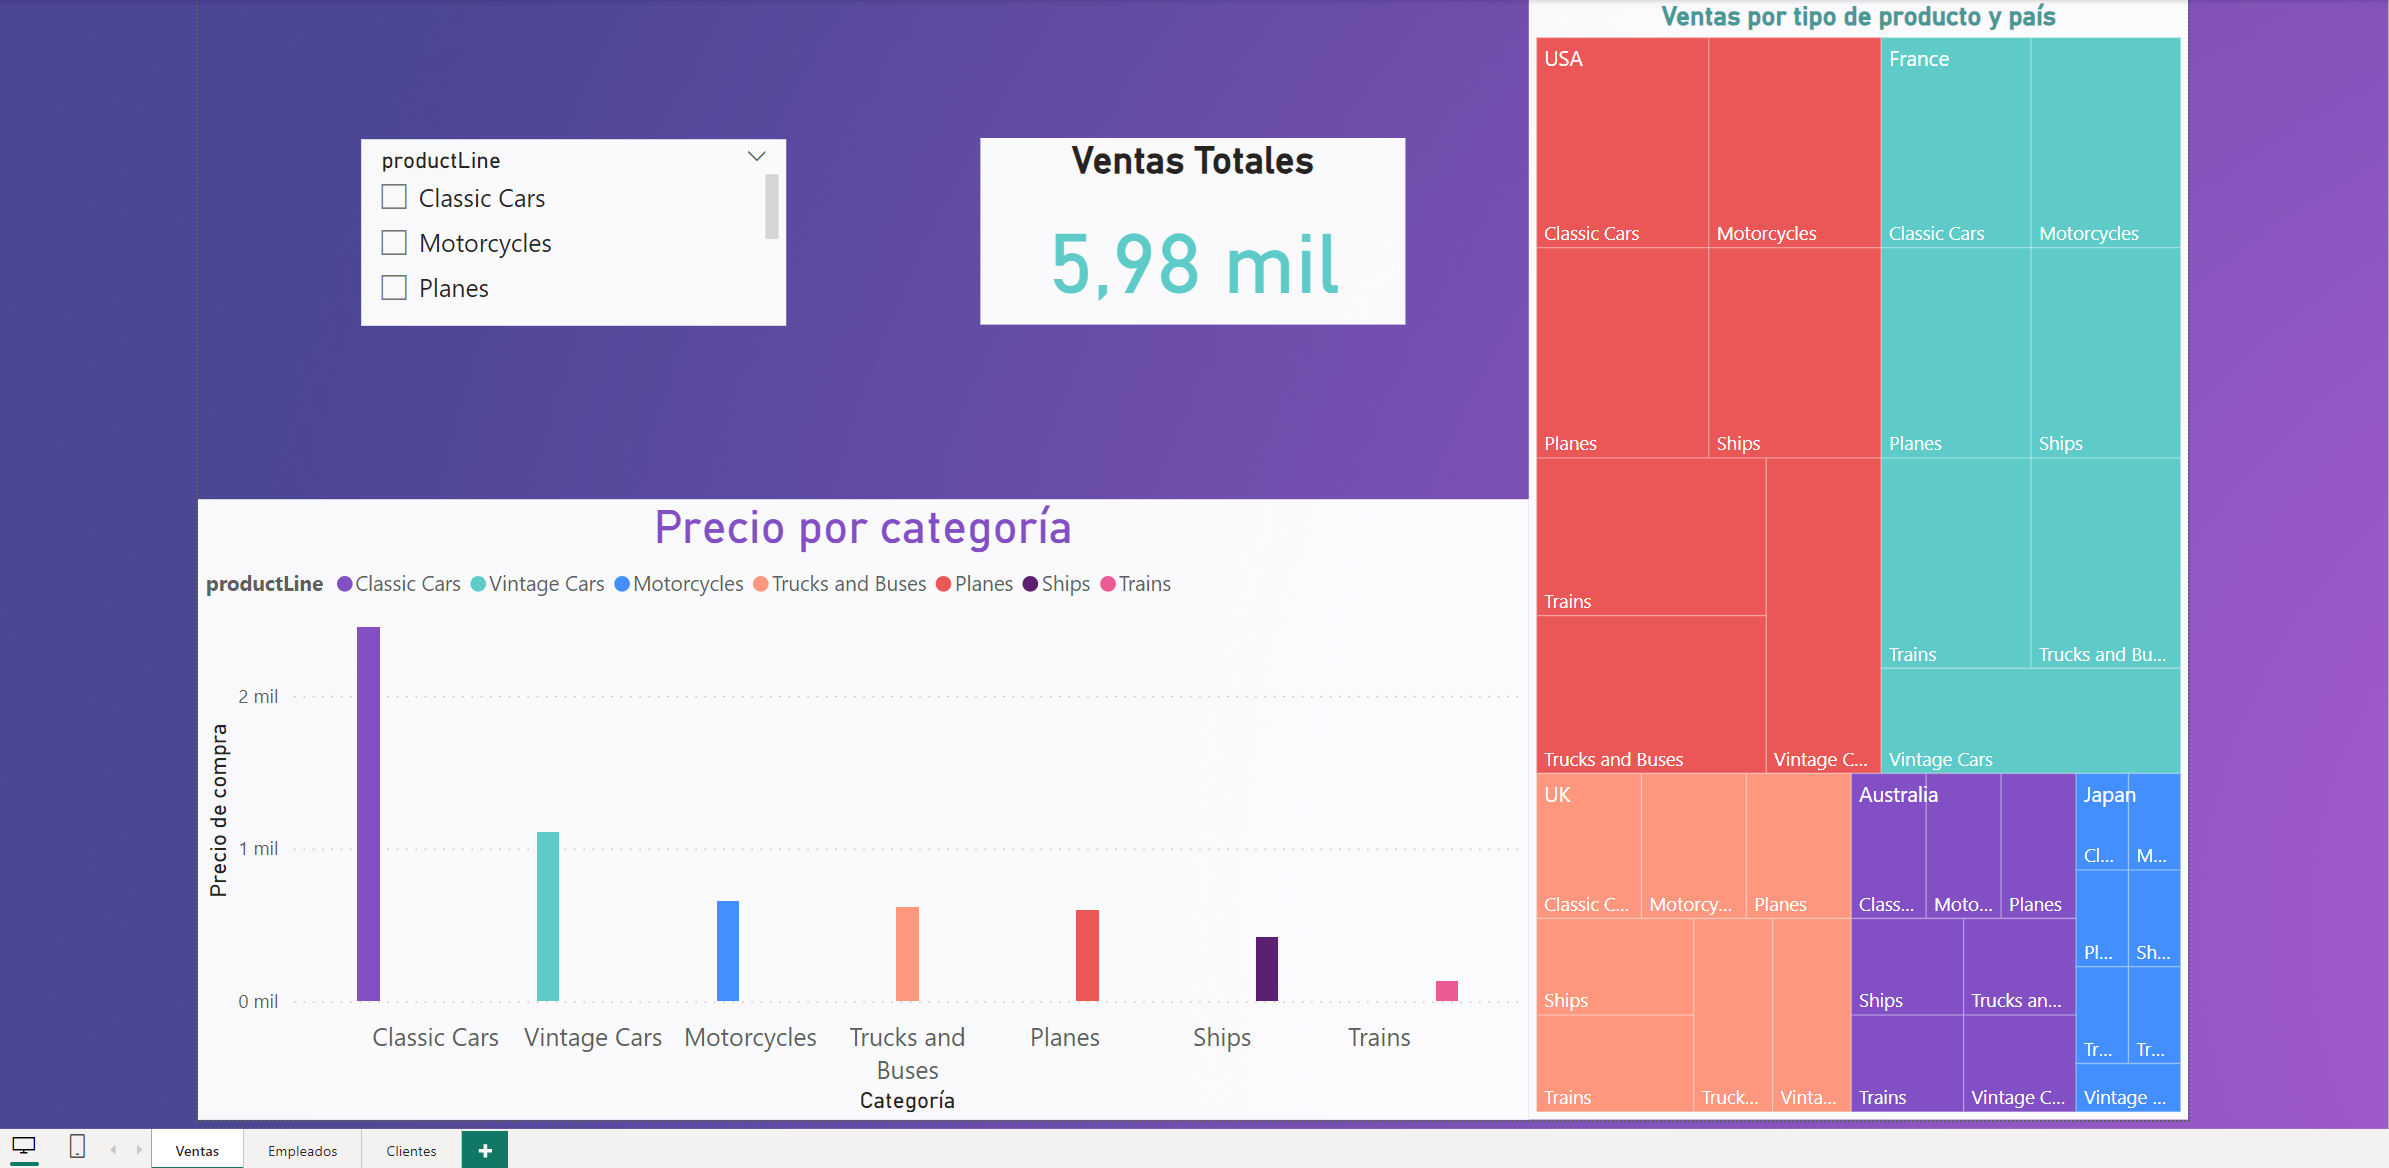 productLine
Classic Cars
Motorcycles
Planes
Ventas Totales
5,98 mil
Precio por categoría
productLine Classic Cars Vintage Cars Motorcycles Trucks and Buses Planes Ships Trains
Precio de compra
2 mil
1 mil
0 mil
Classic Cars Vintage Cars Motorcycles Trucks and Buses Planes Ships Trains
Categoría
Ventas por tipo de producto y país
USA
Classic Cars
Motorcycles
Planes
Ships
Trains
Trucks and Buses
Vintage C...
France
Classic Cars
Motorcycles
Planes
Ships
Trains
Trucks and Bu...
Vintage Cars
UK
Classic C...
Motorcy...
Planes
Ships
Trains
Truck...
Vinta...
Australia
Class...
Moto...
Planes
Ships
Trucks an...
Trains
Vintage C...
Japan
Cl...
M...
Pl...
Sh...
Tr...
Tr...
Vintage ...
Ventas Empleados Clientes